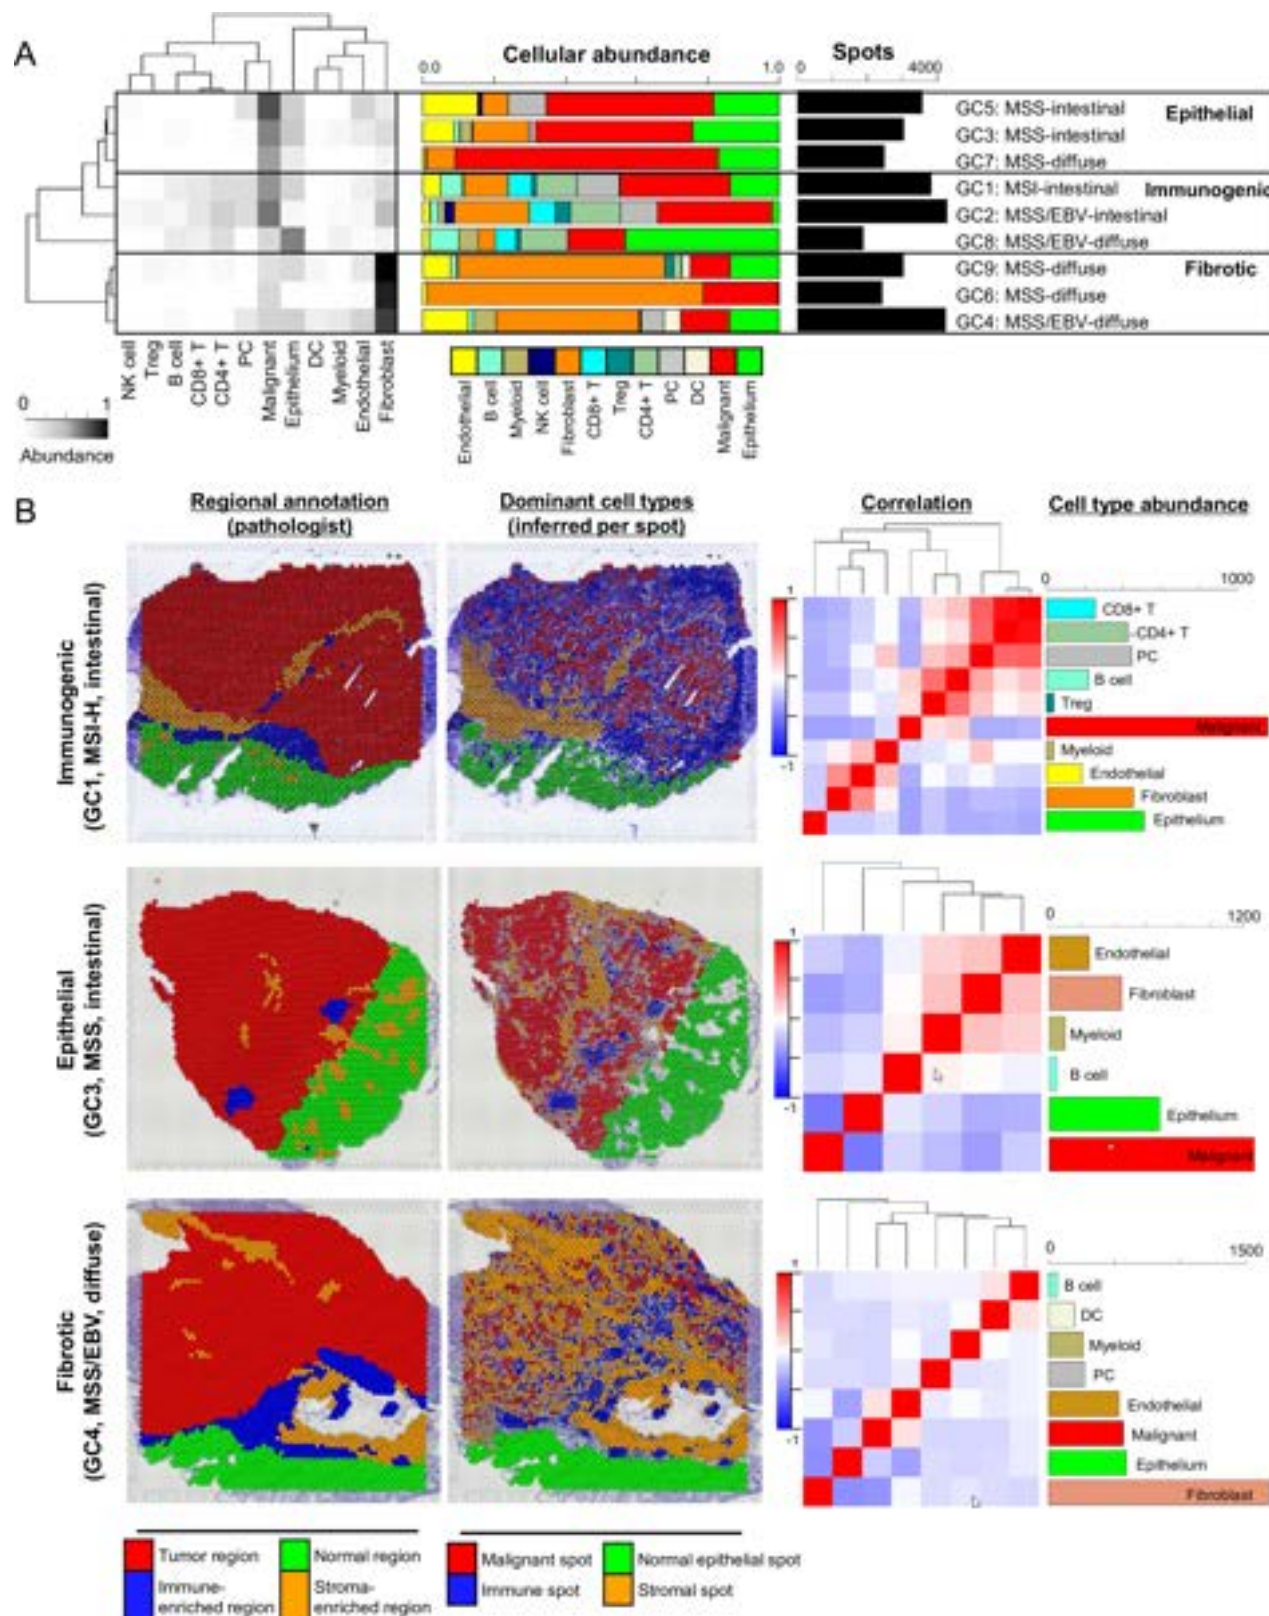 A
Cellular abundance
Spots
0.0
1.0
0
4000
GC5: MSS-intestinal
Epithelial
GC3: MSS-intestinal
GC7: MSS-diffuse
GC1: MSI-intestinal
Immunogenic
GC2: MSS/EBV-intestinal
GC8: MSS/EBV-diffuse
GC9: MSS-diffuse
Fibrotic
GC6: MSS-diffuse
GC4: MSS/EBV-diffuse
NK cell
Treg
B cell
CD8+ T
CD4+ T
PC
Malignant
Epithelium
DC
Myeloid
Endothelial
Fibroblast
0
1
Abundance
Endothelial
B cell
Myeloid
NK cell
Fibroblast
CD8+ T
Treg
CD4+ T
PC
DC
Malignant
Epithelium
B
Regional annotation
(pathologist)
Dominant cell types
(inferred per spot)
Correlation
Cell type abundance
Immunogenic
(GC1, MSI-H, intestinal)
1
-1
0
1000
CD8+ T
CD4+ T
PC
B cell
Treg
Malignant
Myeloid
Endothelial
Fibroblast
Epithelium
Epithelial
(GC3, MSS, intestinal)
1
-1
0
1200
Endothelial
Fibroblast
Myeloid
B cell
Epithelium
Malignant
Fibrotic
(GC4, MSS/EBV, diffuse)
-1
0
1500
B cell
DC
Myeloid
PC
Endothelial
Malignant
Epithelium
Fibroblast
Tumor region
Normal region
Immune-
enriched region
Stroma-
enriched region
Malignant spot
Normal epithelial spot
Immune spot
Stromal spot